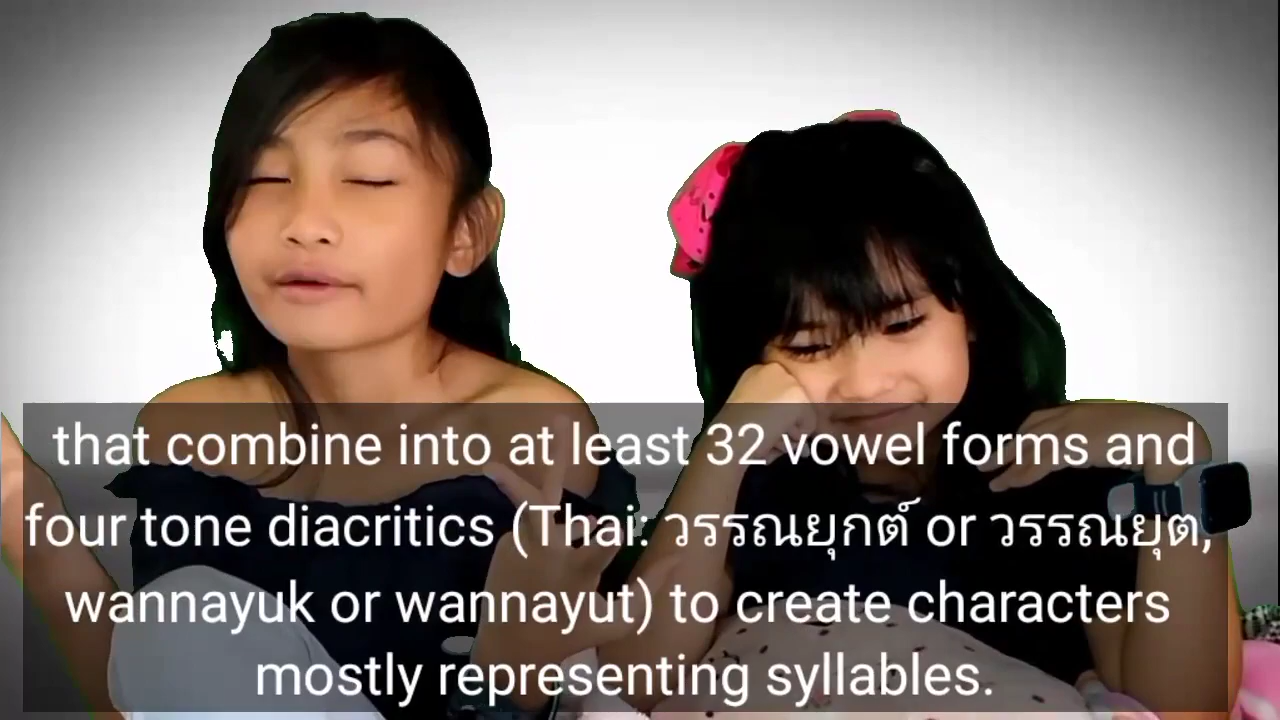 that combine into at least 32 vowel forms and
four tone diacritics (Thai: วรรณยุกต์ or วรรณยุต,
wannayuk or wannayut) to create characters
mostly representing syllables.